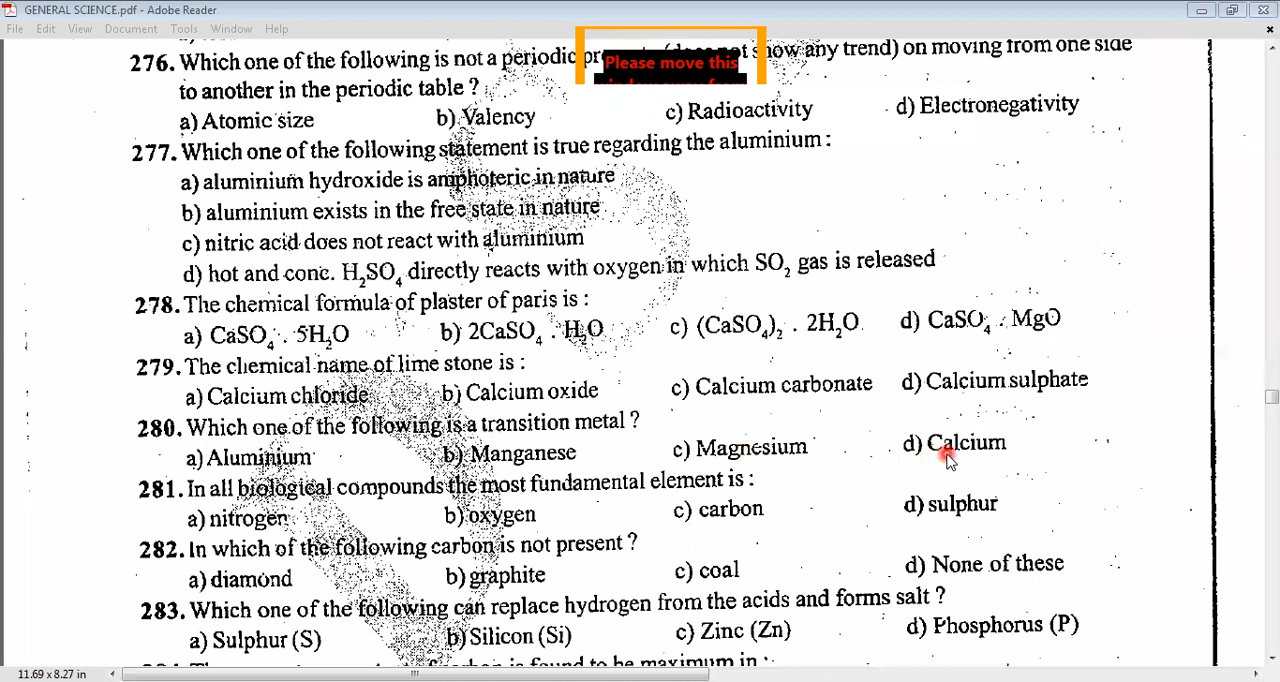 GENERAL SCIENCE.pdf - Adobe Reader
File Edit View Document Tools Window Help
276. Which one of the following is not a periodic show any trend) on moving from one side
Please move this
to another in the periodic table ?
a) Atomic size b) Valency c) Radioactivity d) Electronegativity
277. Which one of the following statement is true regarding the aluminium :
a) aluminium hydroxide is amphoteric in nature
b) aluminium exists in the free state in nature
c) nitric acid does not react with aluminium
d) hot and conc. H₂SO₄ directly reacts with oxygen in which SO₂ gas is released
278. The chemical formula of plaster of paris is :
a) CaSO₄ . 5H₂O b) 2CaSO₄ . H₂O c) (CaSO₄)₂ . 2H₂O d) CaSO₄ . MgO
279. The chemical name of lime stone is :
a) Calcium chloride b) Calcium oxide c) Calcium carbonate d) Calcium sulphate
280. Which one of the following is a transition metal ?
a) Aluminium b) Manganese c) Magnesium d) Calcium
281. In all biological compounds the most fundamental element is :
a) nitrogen b) oxygen c) carbon d) sulphur
282. In which of the following carbon is not present ?
a) diamond b) graphite c) coal d) None of these
283. Which one of the following can replace hydrogen from the acids and forms salt ?
a) Sulphur (S) b) Silicon (Si) c) Zinc (Zn) d) Phosphorus (P)
is found to be maximum in :
11.69 x 8.27 in